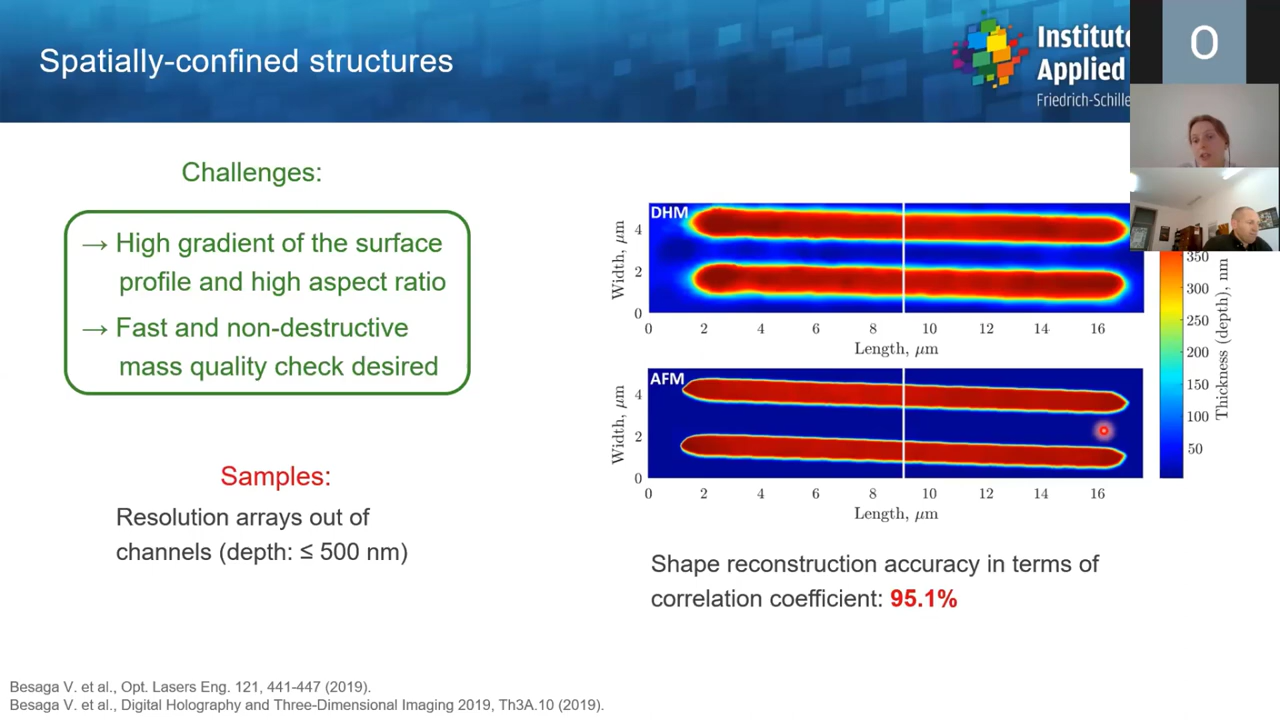 Spatially-confined structures
Institute
Applied
Friedrich-Schille
O
Challenges:
→ High gradient of the surface
profile and high aspect ratio
→ Fast and non-destructive
mass quality check desired
Samples:
Resolution arrays out of
channels (depth: ≤ 500 nm)
DHM
Width, μm
4
2
0
0 2 4 6 8 10 12 14 16
Length, μm
AFM
Width, μm
4
2
0
0 2 4 6 8 10 12 14 16
Length, μm
350
300
250
200
150
100
50
Thickness (depth), nm
Shape reconstruction accuracy in terms of
correlation coefficient: 95.1%
Besaga V. et al., Opt. Lasers Eng. 121, 441-447 (2019).
Besaga V. et al., Digital Holography and Three-Dimensional Imaging 2019, Th3A.10 (2019).